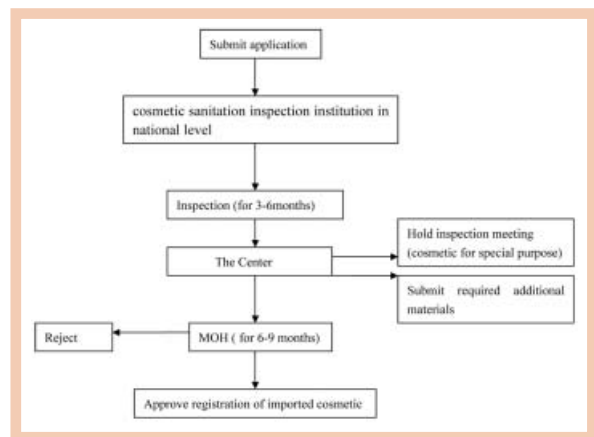 Submit application
cosmetic sanitation inspection institution in
national level
Inspection (for 3-6months)
Hold inspection meeting
(cosmetic for special purpose)
The Center
Submit required additional
materials
Reject
MOH ( for 6-9 months)
Approve registration of imported cosmetic